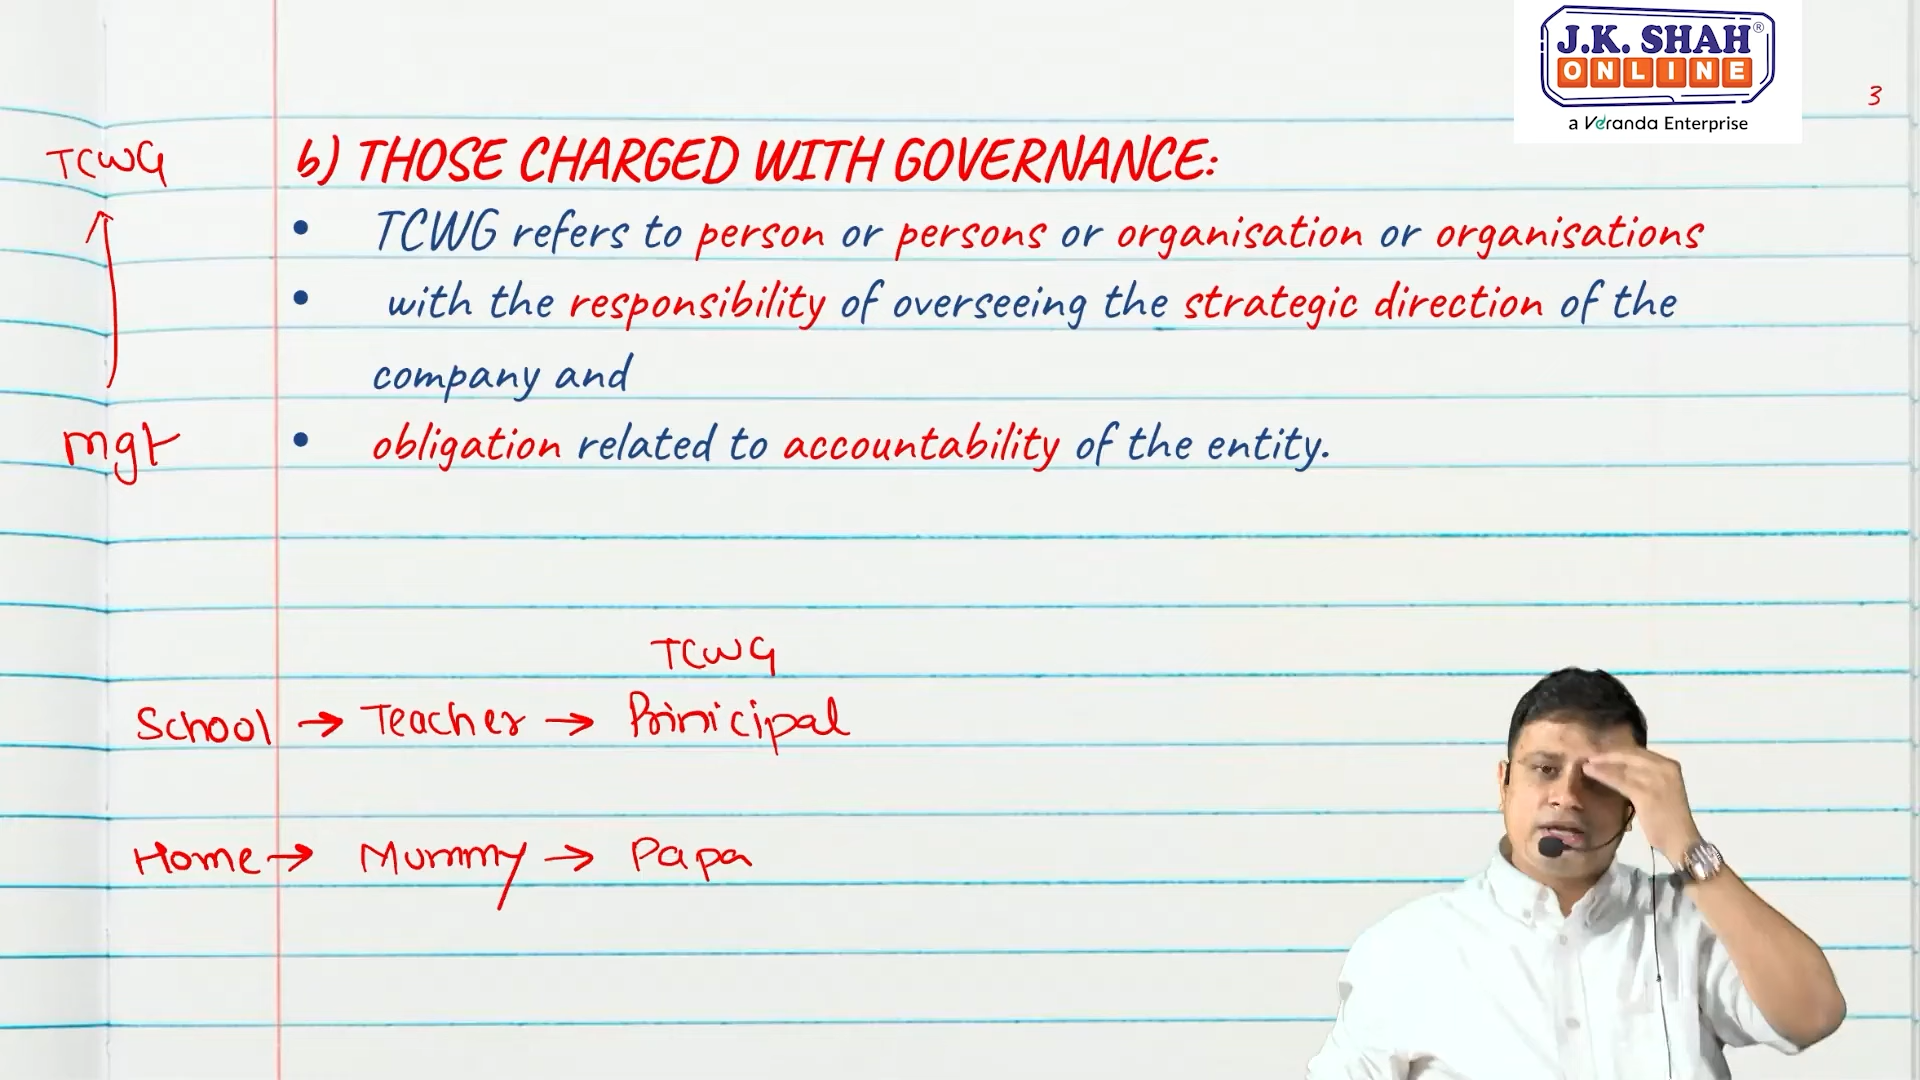 J.K. SHAH®
ONLINE
a Veranda Enterprise
3
TCWG
b) THOSE CHARGED WITH GOVERNANCE:
• TCWG refers to person or persons or organisation or organisations
• with the responsibility of overseeing the strategic direction of the
company and
mgt
• obligation related to accountability of the entity.
TCWG
School → Teacher → Prinicipal
Home → Mummy → Papa